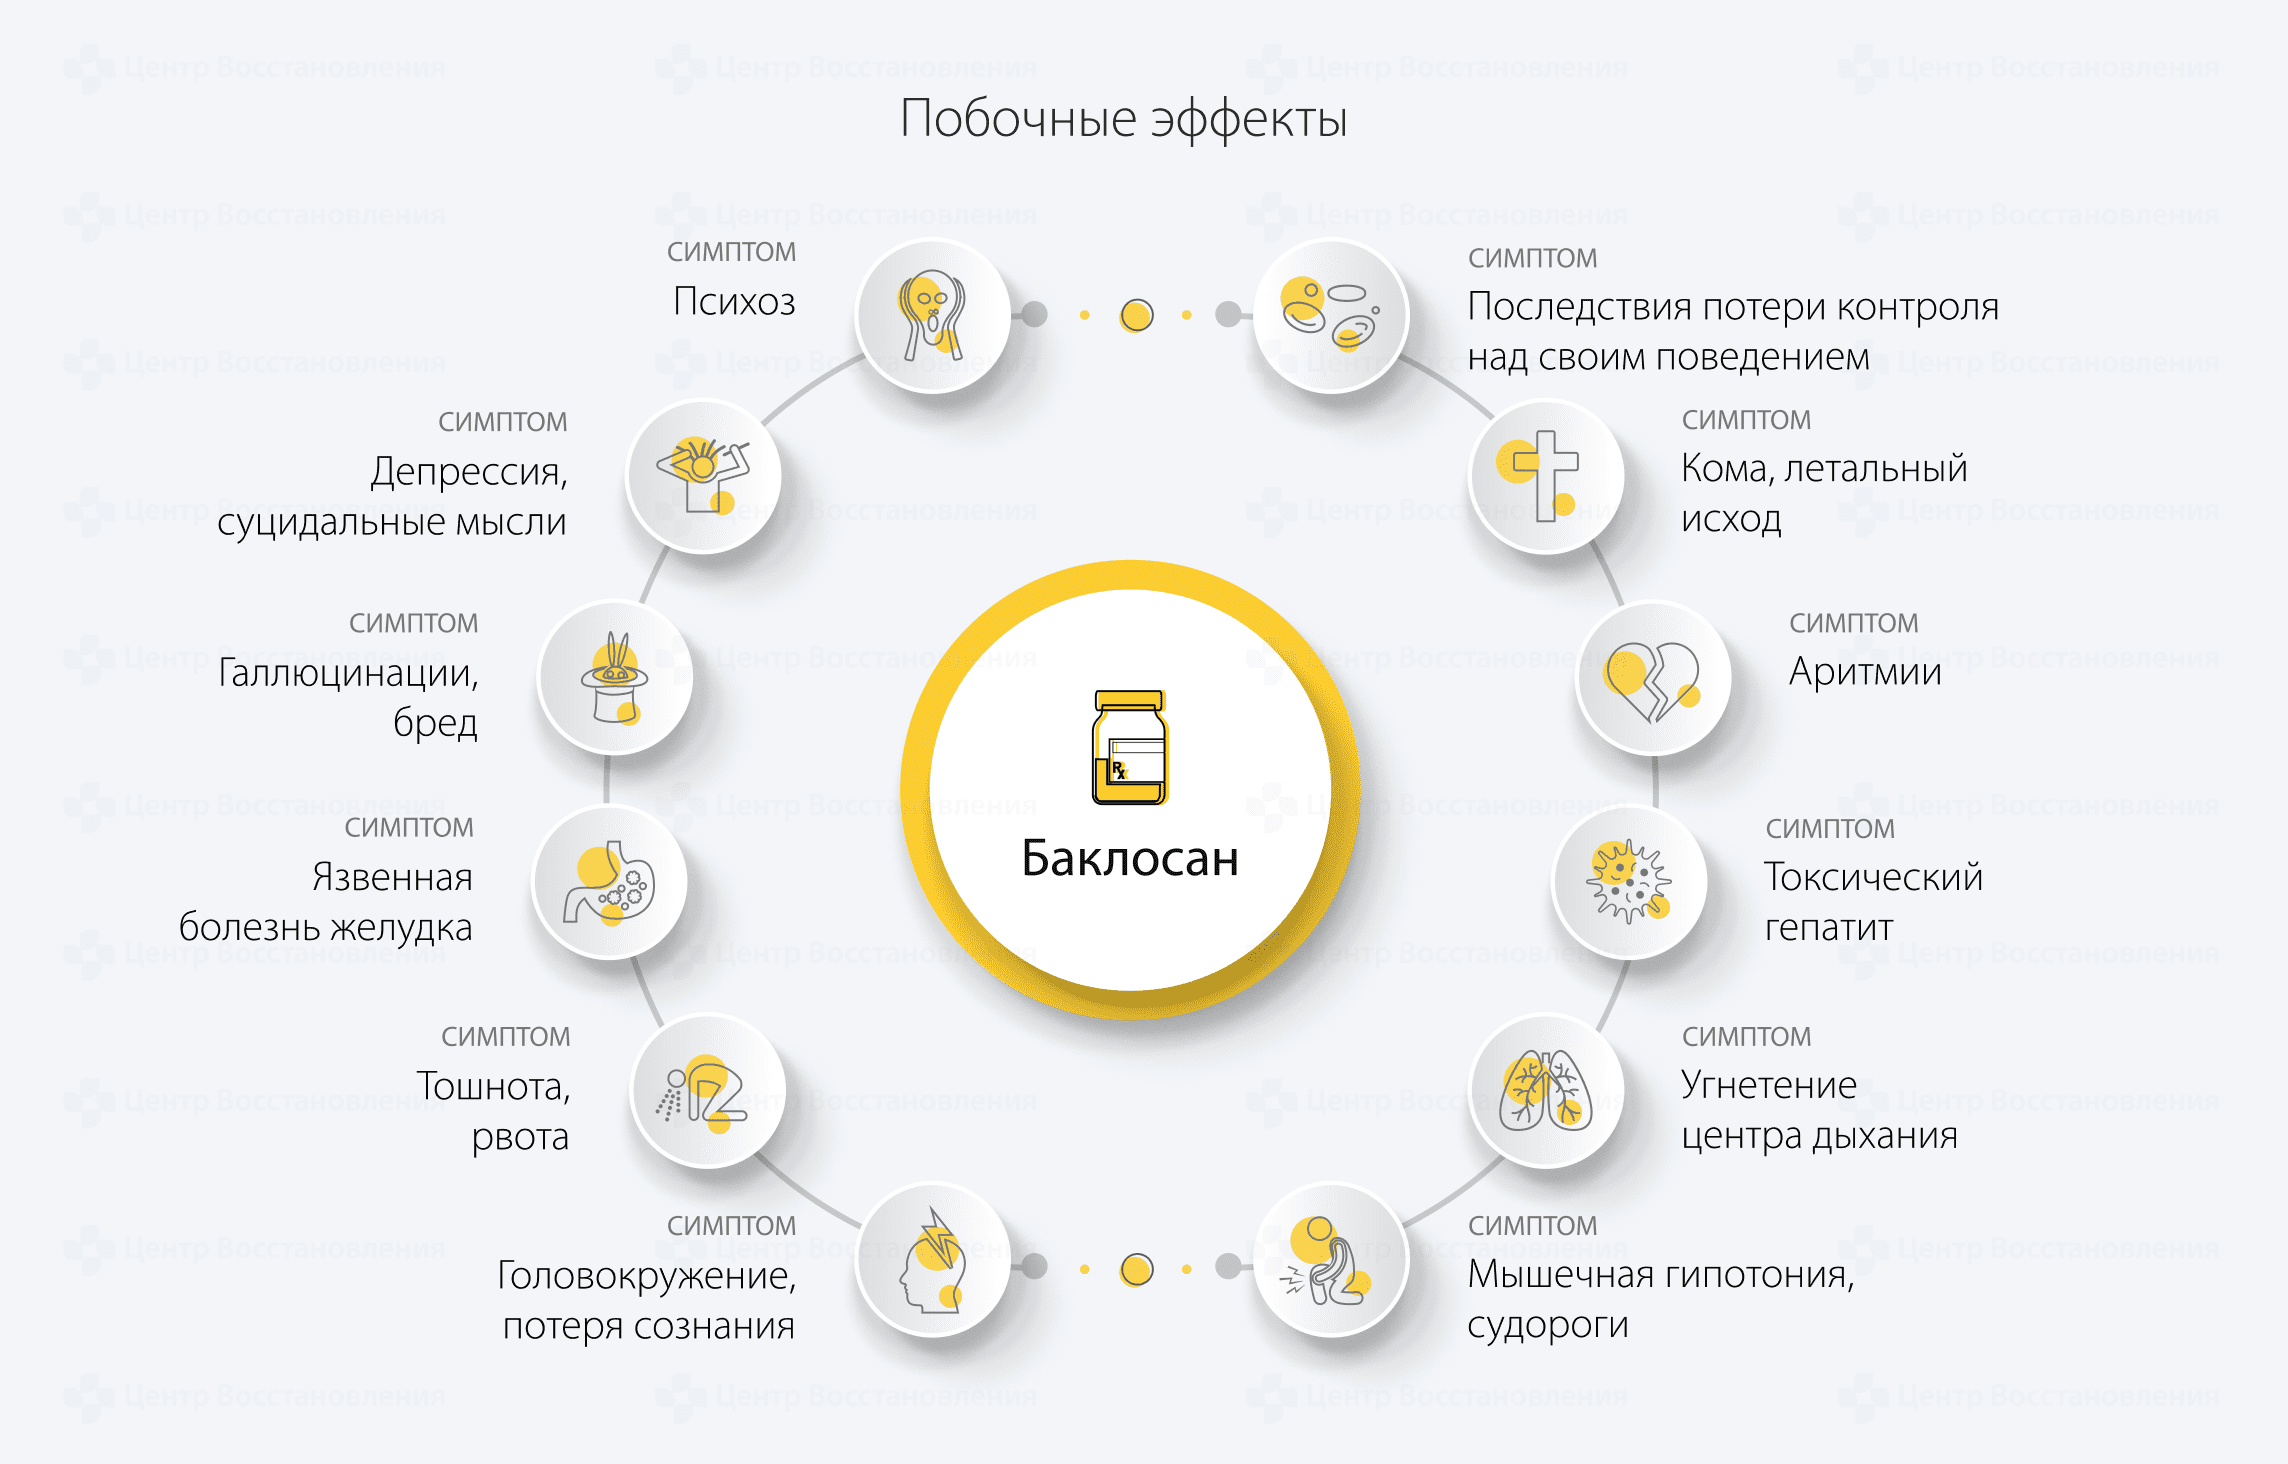 Побочные эффекты
СИМПТОМ
Психоз
СИМПТОМ
Депрессия,
суцидальные мысли
СИМПТОМ
Галлюцинации,
бред
СИМПТОМ
Язвенная
болезнь желудка
СИМПТОМ
Тошнота,
рвота
СИМПТОМ
Головокружение,
потеря сознания
СИМПТОМ
Последствия потери контроля
над своим поведением
СИМПТОМ
Кома, летальный
исход
СИМПТОМ
Аритмии
СИМПТОМ
Токсический
гепатит
СИМПТОМ
Угнетение
центра дыхания
СИМПТОМ
Мышечная гипотония,
судороги
Rx
Баклосан
Центр Восстановления